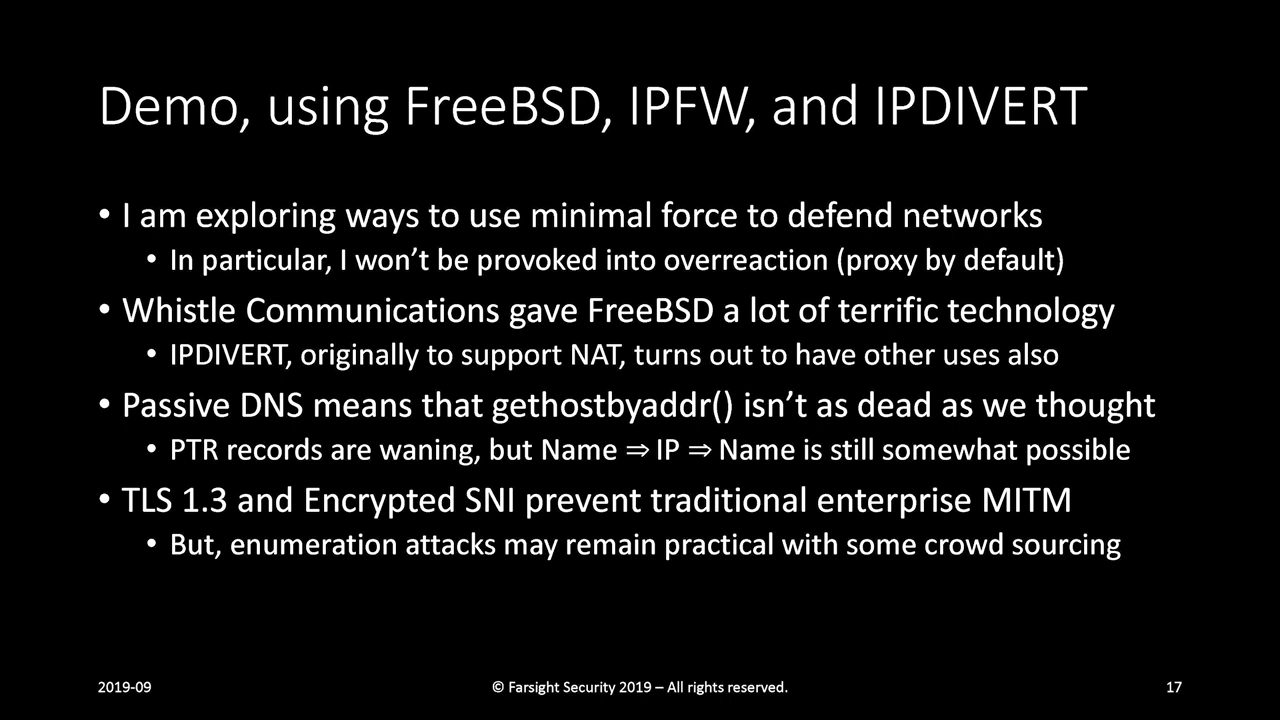 Demo, using FreeBSD, IPFW, and IPDIVERT
• I am exploring ways to use minimal force to defend networks
• In particular, I won’t be provoked into overreaction (proxy by default)
• Whistle Communications gave FreeBSD a lot of terrific technology
• IPDIVERT, originally to support NAT, turns out to have other uses also
• Passive DNS means that gethostbyaddr() isn’t as dead as we thought
• PTR records are waning, but Name ⇒ IP ⇒ Name is still somewhat possible
• TLS 1.3 and Encrypted SNI prevent traditional enterprise MITM
• But, enumeration attacks may remain practical with some crowd sourcing
2019-09
© Farsight Security 2019 – All rights reserved.
17